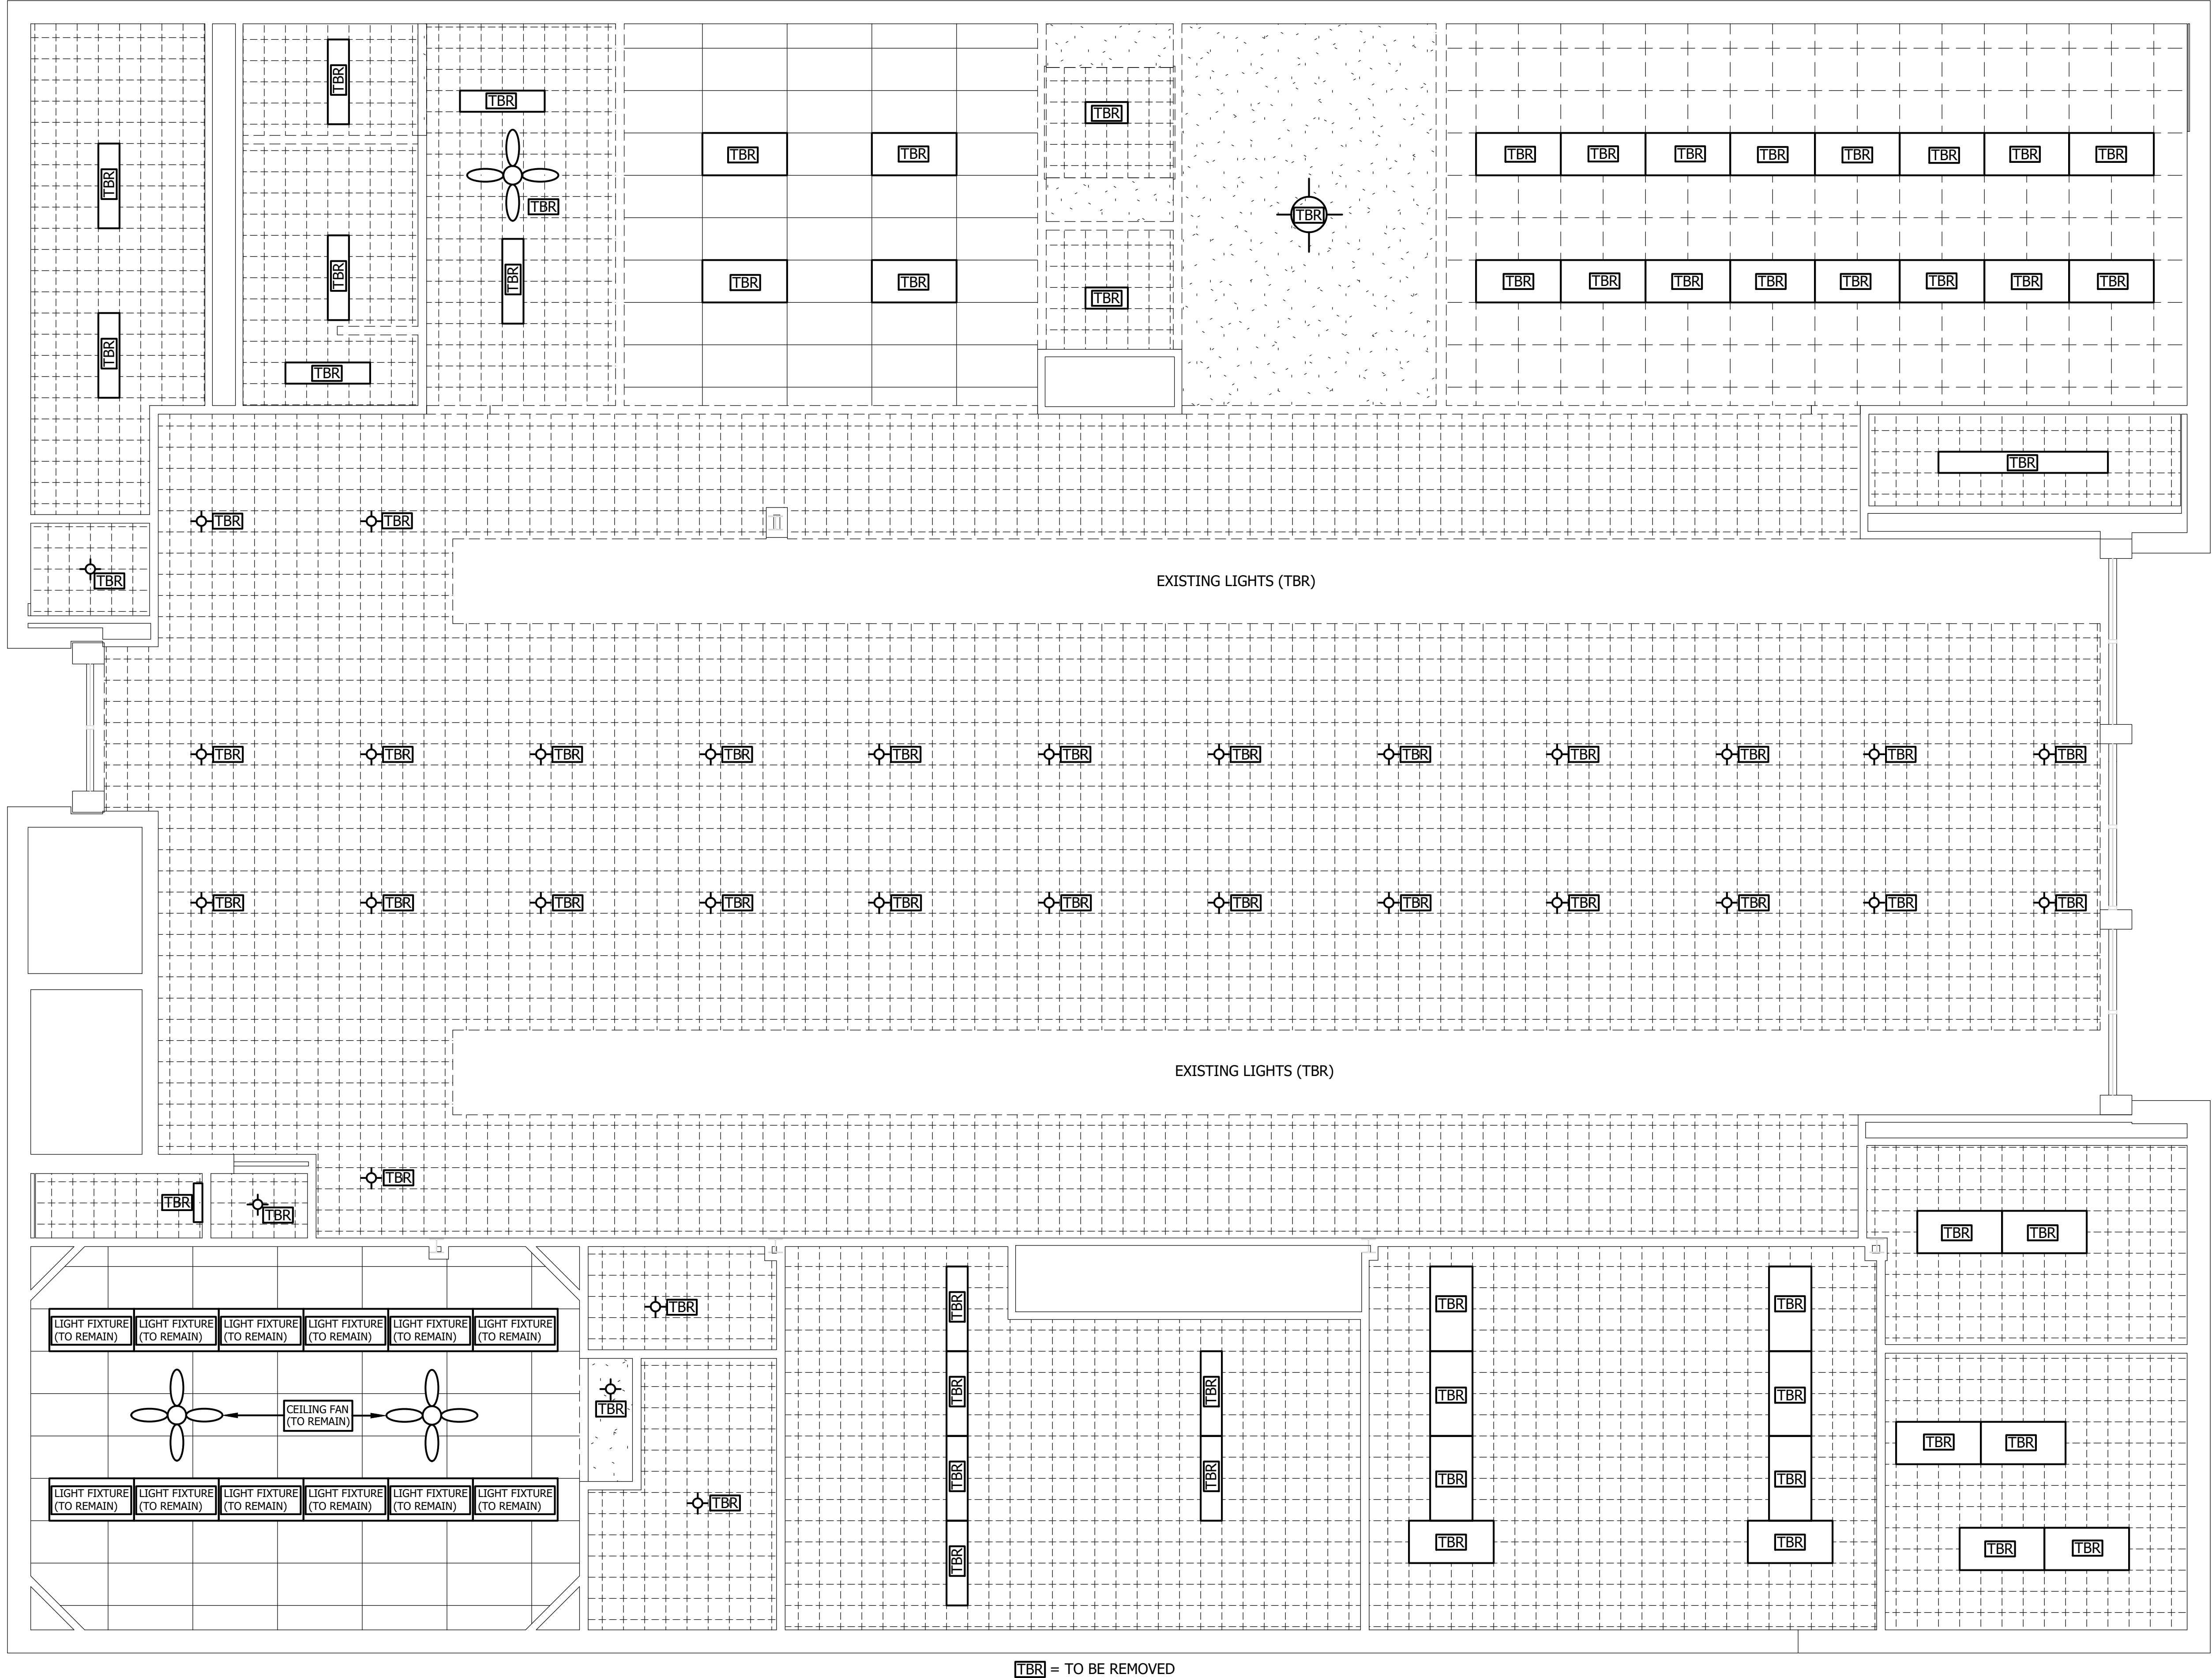 TBR
TBR
TBR
TBR TBR TBR TBR TBR TBR TBR TBR TBR TBR
TBR
TBR
TBR
TBR TBR
TBR TBR TBR TBR TBR TBR TBR TBR TBR TBR
TBR
TBR
TBR
TBR
TBR TBR
TBR
EXISTING LIGHTS (TBR)
TBR TBR TBR TBR TBR TBR TBR TBR TBR TBR TBR TBR
TBR TBR TBR TBR TBR TBR TBR TBR TBR TBR TBR TBR
EXISTING LIGHTS (TBR)
TBR
TBR
TBR
TBR TBR
TBR TBR TBR TBR
LIGHT FIXTURE LIGHT FIXTURE LIGHT FIXTURE LIGHT FIXTURE LIGHT FIXTURE LIGHT FIXTURE
(TO REMAIN) (TO REMAIN) (TO REMAIN) (TO REMAIN) (TO REMAIN) (TO REMAIN)
TBR TBR TBR TBR
CEILING FAN
(TO REMAIN)
TBR
TBR TBR
TBR TBR TBR TBR
LIGHT FIXTURE LIGHT FIXTURE LIGHT FIXTURE LIGHT FIXTURE LIGHT FIXTURE LIGHT FIXTURE
(TO REMAIN) (TO REMAIN) (TO REMAIN) (TO REMAIN) (TO REMAIN) (TO REMAIN)
TBR
TBR TBR
TBR TBR
TBR
TBR = TO BE REMOVED